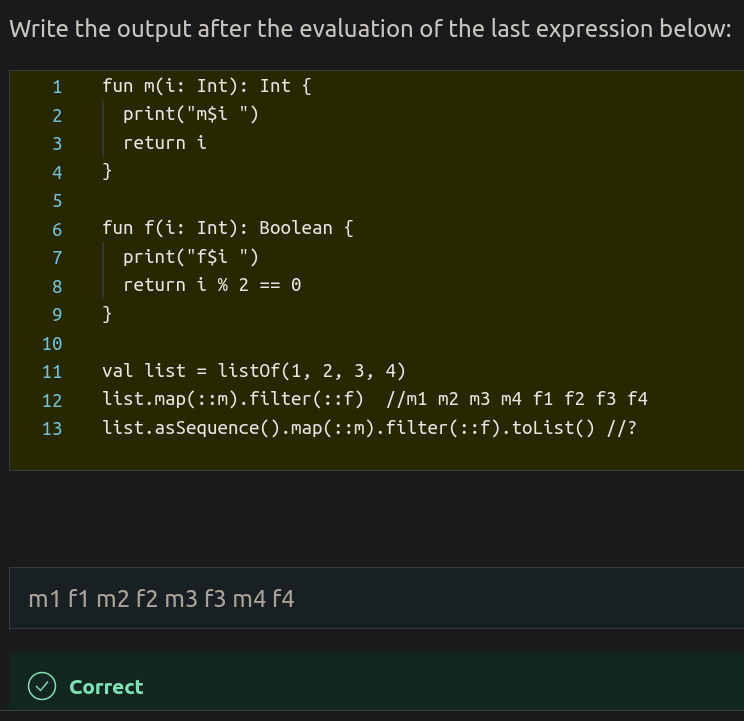 Write the output after the evaluation of the last expression below:
1 fun m(i: Int): Int {
2   print("m$i ")
3   return i
4 }
5
6 fun f(i: Int): Boolean {
7   print("f$i ")
8   return i % 2 == 0
9 }
10
11 val list = listOf(1, 2, 3, 4)
12 list.map(::m).filter(::f)  //m1 m2 m3 m4 f1 f2 f3 f4
13 list.asSequence().map(::m).filter(::f).toList() //?
m1 f1 m2 f2 m3 f3 m4 f4
Correct